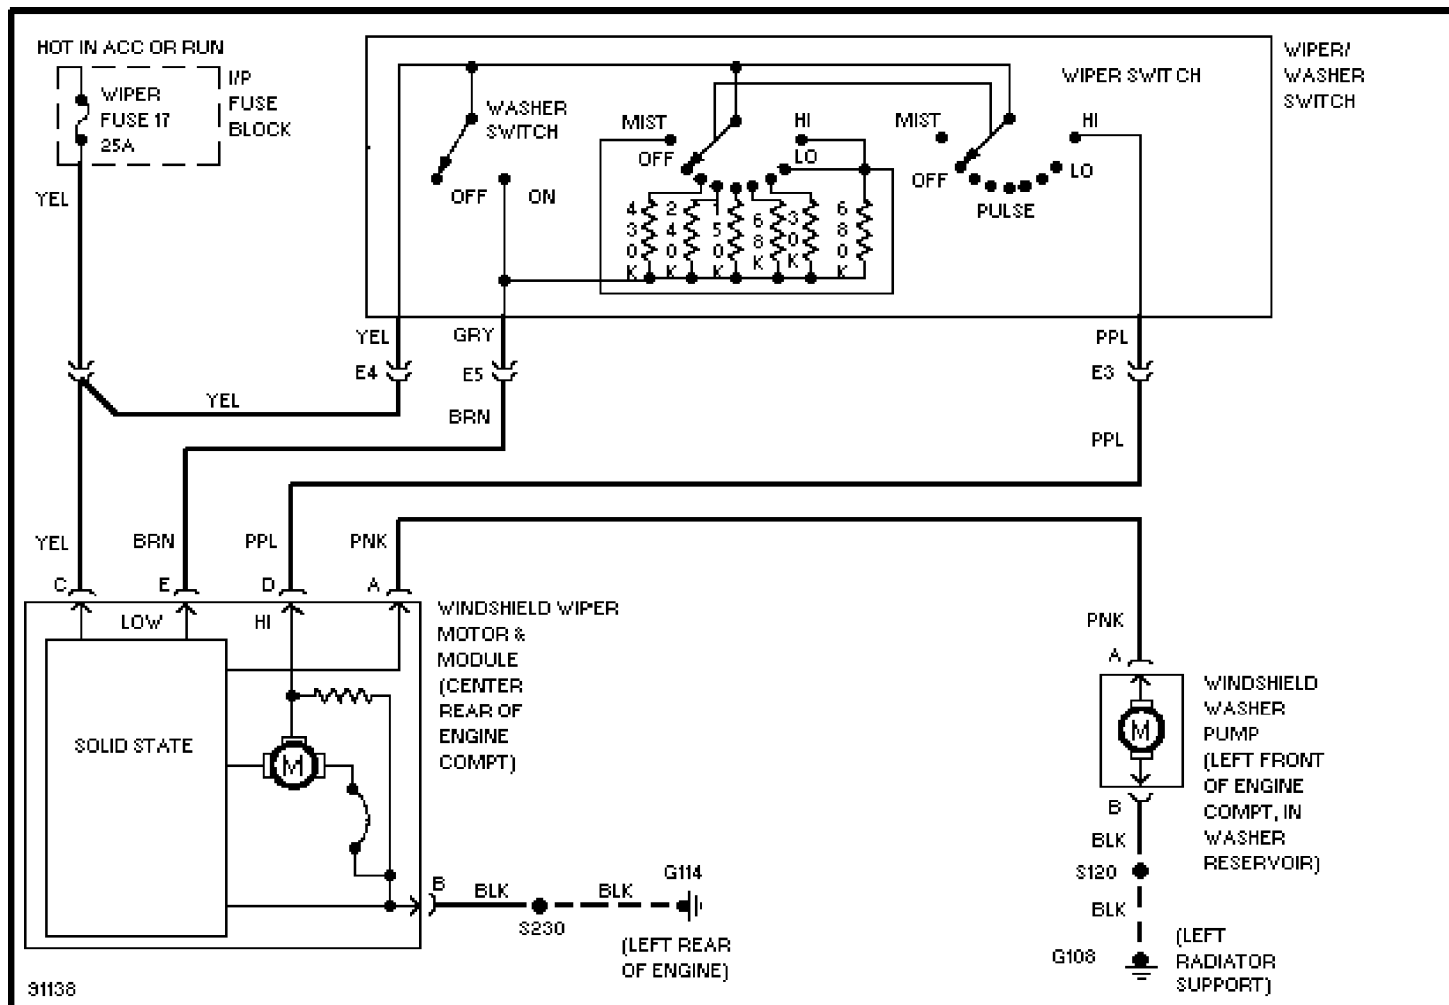 HOT IN ACC OR RUN
WIPER
FUSE 17
25A
I/P
FUSE
BLOCK
WIPER/
WASHER
SWITCH
WIPER SWITCH
WASHER
SWITCH
OFF
ON
MIST
OFF
HI
LO
430K
240K
150K
68K
30K
680K
MIST
OFF
HI
LO
PULSE
YEL
YEL
GRY
PPL
E4
E5
E3
YEL
BRN
PPL
YEL
BRN
PPL
PNK
C
E
D
A
LOW
HI
WINDSHIELD WIPER
MOTOR &
MODULE
(CENTER
REAR OF
ENGINE
COMPT)
SOLID STATE
M
B
BLK
S230
BLK
G114
(LEFT REAR
OF ENGINE)
PNK
A
M
WINDSHIELD
WASHER
PUMP
(LEFT FRONT
OF ENGINE
COMPT, IN
WASHER
RESERVOIR)
B
BLK
S120
BLK
G108
(LEFT
RADIATOR
SUPPORT)
91138